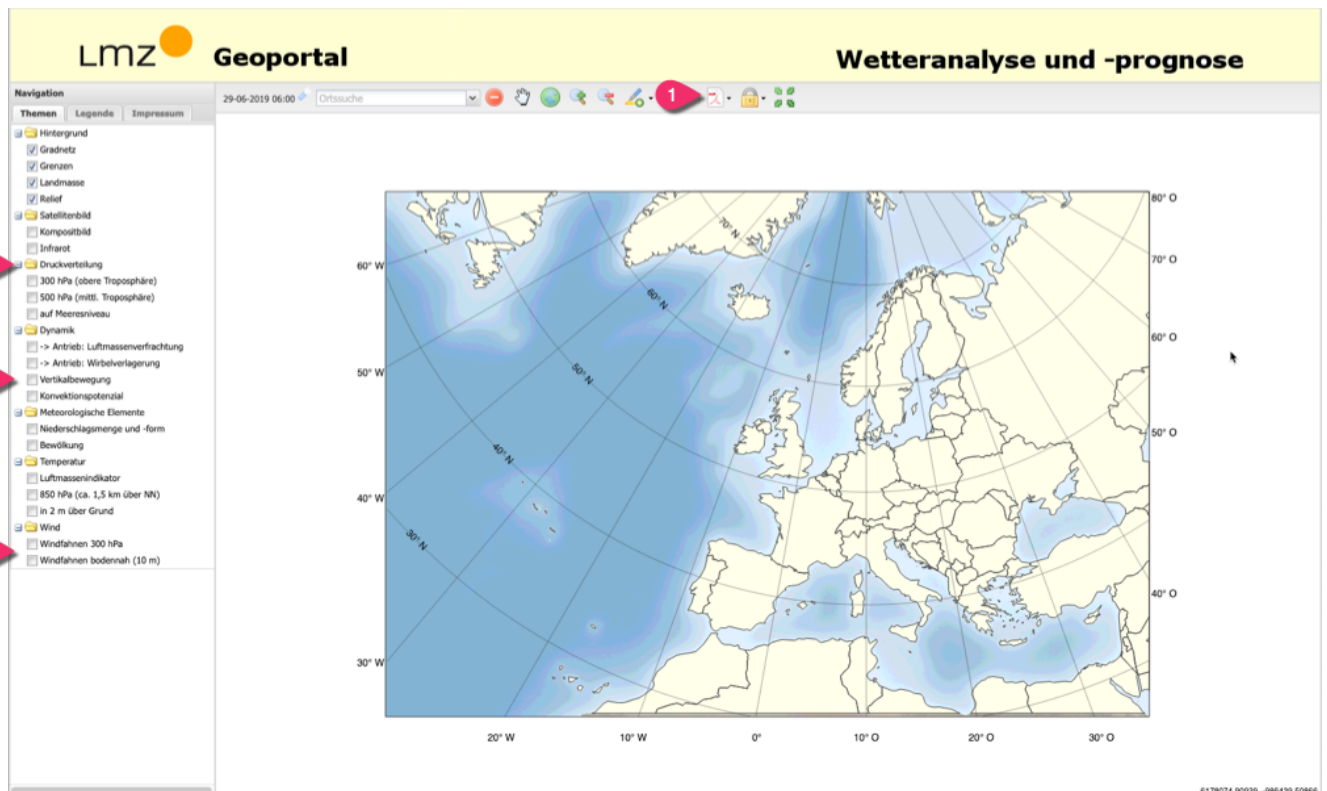 Lmz Geoportal Wetteranalyse und -prognose
Navigation
Themen Legende Impressum
29-06-2019 06:00 Ortssuche 1
Hintergrund
Gradnetz
Grenzen
Landmasse
Relief
Satellitenbild
Kompositbild
Infrarot
Druckverteilung
300 hPa (obere Troposphäre)
500 hPa (mittl. Troposphäre)
auf Meeresniveau
Dynamik
-> Antrieb: Luftmassenverfrachtung
-> Antrieb: Wirbelverlagerung
Vertikalbewegung
Konvektionspotenzial
Meteorologische Elemente
Niederschlagsmenge und -form
Bewölkung
Temperatur
Luftmassenindikator
850 hPa (ca. 1,5 km über NN)
in 2 m über Grund
Wind
Windfahnen 300 hPa
Windfahnen bodennah (10 m)
80° O
70° N
60° W
70° O
60° N
60° O
50° W
50° N
50° O
40° N
40° W
30° N
40° O
30° W
20° W 10° W 0° 10° O 20° O 30° O